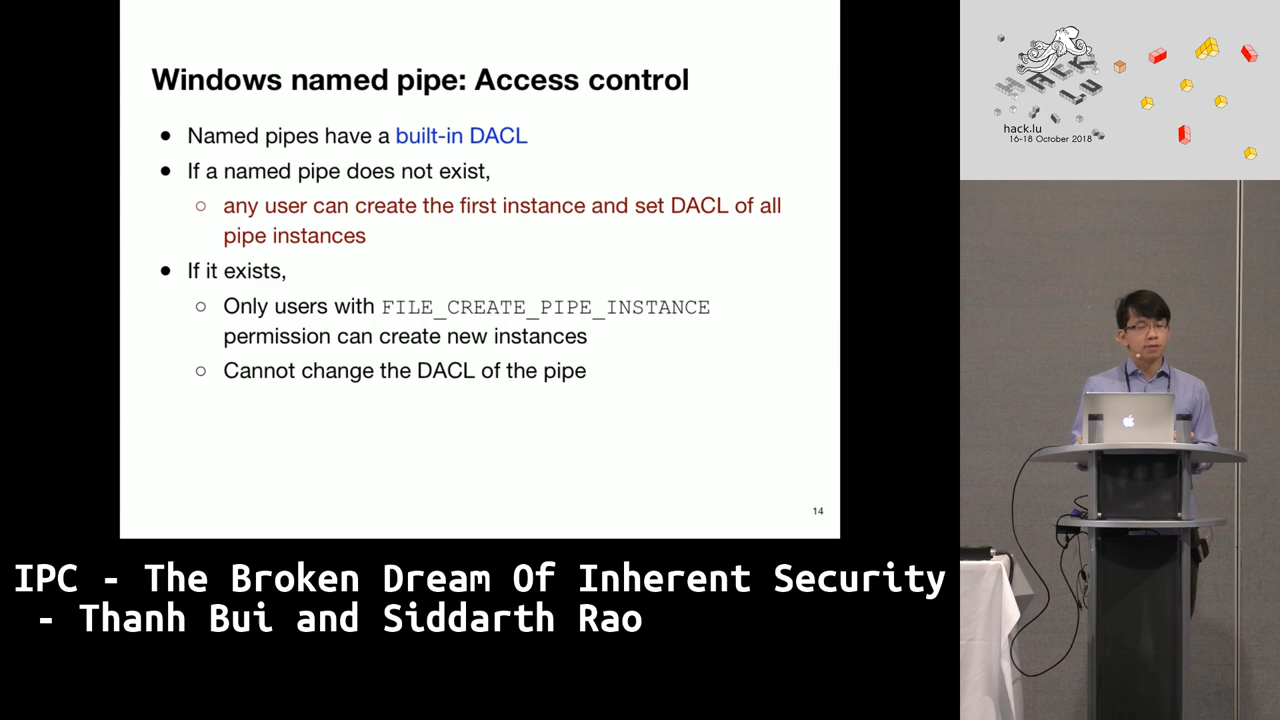 Windows named pipe: Access control
● Named pipes have a built-in DACL
● If a named pipe does not exist,
○ any user can create the first instance and set DACL of all
pipe instances
● If it exists,
○ Only users with FILE_CREATE_PIPE_INSTANCE
permission can create new instances
○ Cannot change the DACL of the pipe
14
HACK
LU
hack.lu
16-18 October 2018
IPC - The Broken Dream Of Inherent Security
- Thanh Bui and Siddarth Rao